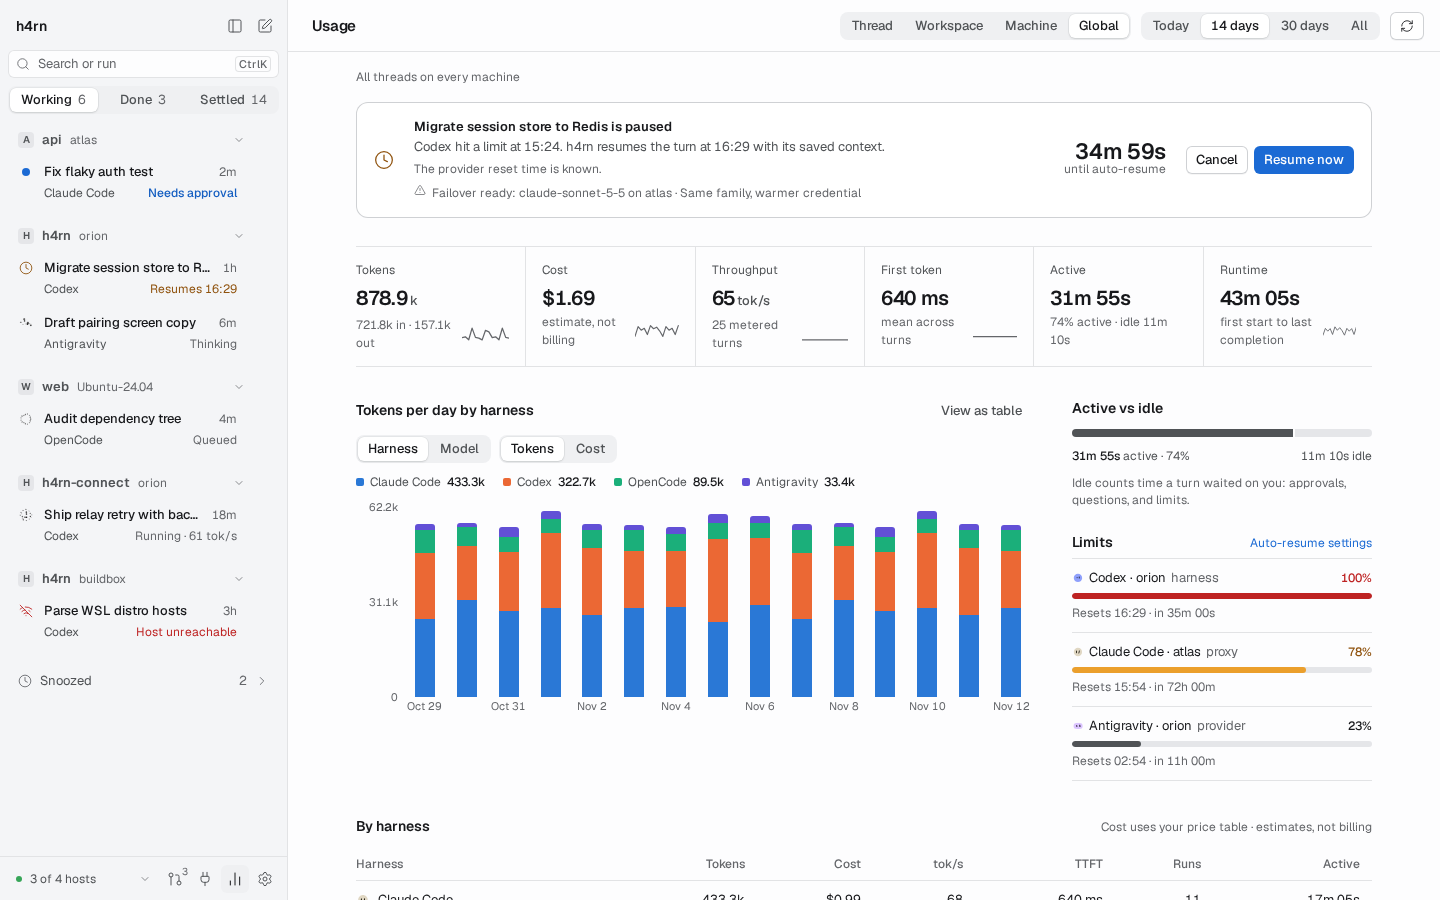 h4rn
Search or run
CtrlK
Working 6
Done 3
Settled 14
A api atlas
Fix flaky auth test 2m
Claude Code Needs approval
H h4rn orion
Migrate session store to R... 1h
Codex Resumes 16:29
Draft pairing screen copy 6m
Antigravity Thinking
W web Ubuntu-24.04
Audit dependency tree 4m
OpenCode Queued
H h4rn-connect orion
Ship relay retry with bac... 18m
Codex Running · 61 tok/s
H h4rn buildbox
Parse WSL distro hosts 3h
Codex Host unreachable
Snoozed 2
3 of 4 hosts
3
Usage
Thread Workspace Machine Global
Today 14 days 30 days All
All threads on every machine
Migrate session store to Redis is paused
Codex hit a limit at 15:24. h4rn resumes the turn at 16:29 with its saved context.
The provider reset time is known.
Failover ready: claude-sonnet-5-5 on atlas · Same family, warmer credential
34m 59s
until auto-resume
Cancel
Resume now
Tokens
878.9k
721.8k in · 157.1k
out
Cost
$1.69
estimate, not
billing
Throughput
65 tok/s
25 metered
turns
First token
640 ms
mean across
turns
Active
31m 55s
74% active · idle 11m
10s
Runtime
43m 05s
first start to last
completion
Tokens per day by harness
View as table
Harness Model
Tokens Cost
Claude Code 433.3k
Codex 322.7k
OpenCode 89.5k
Antigravity 33.4k
62.2k
31.1k
0
Oct 29 Oct 31 Nov 2 Nov 4 Nov 6 Nov 8 Nov 10 Nov 12
Active vs idle
31m 55s active · 74% 11m 10s idle
Idle counts time a turn waited on you: approvals,
questions, and limits.
Limits
Auto-resume settings
Codex · orion harness 100%
Resets 16:29 · in 35m 00s
Claude Code · atlas proxy 78%
Resets 15:54 · in 72h 00m
Antigravity · orion provider 23%
Resets 02:54 · in 11h 00m
By harness
Cost uses your price table · estimates, not billing
Harness Tokens Cost tok/s TTFT Runs Active
Claude Code 433.3k $0.99 68 640 ms 11 17m 05s